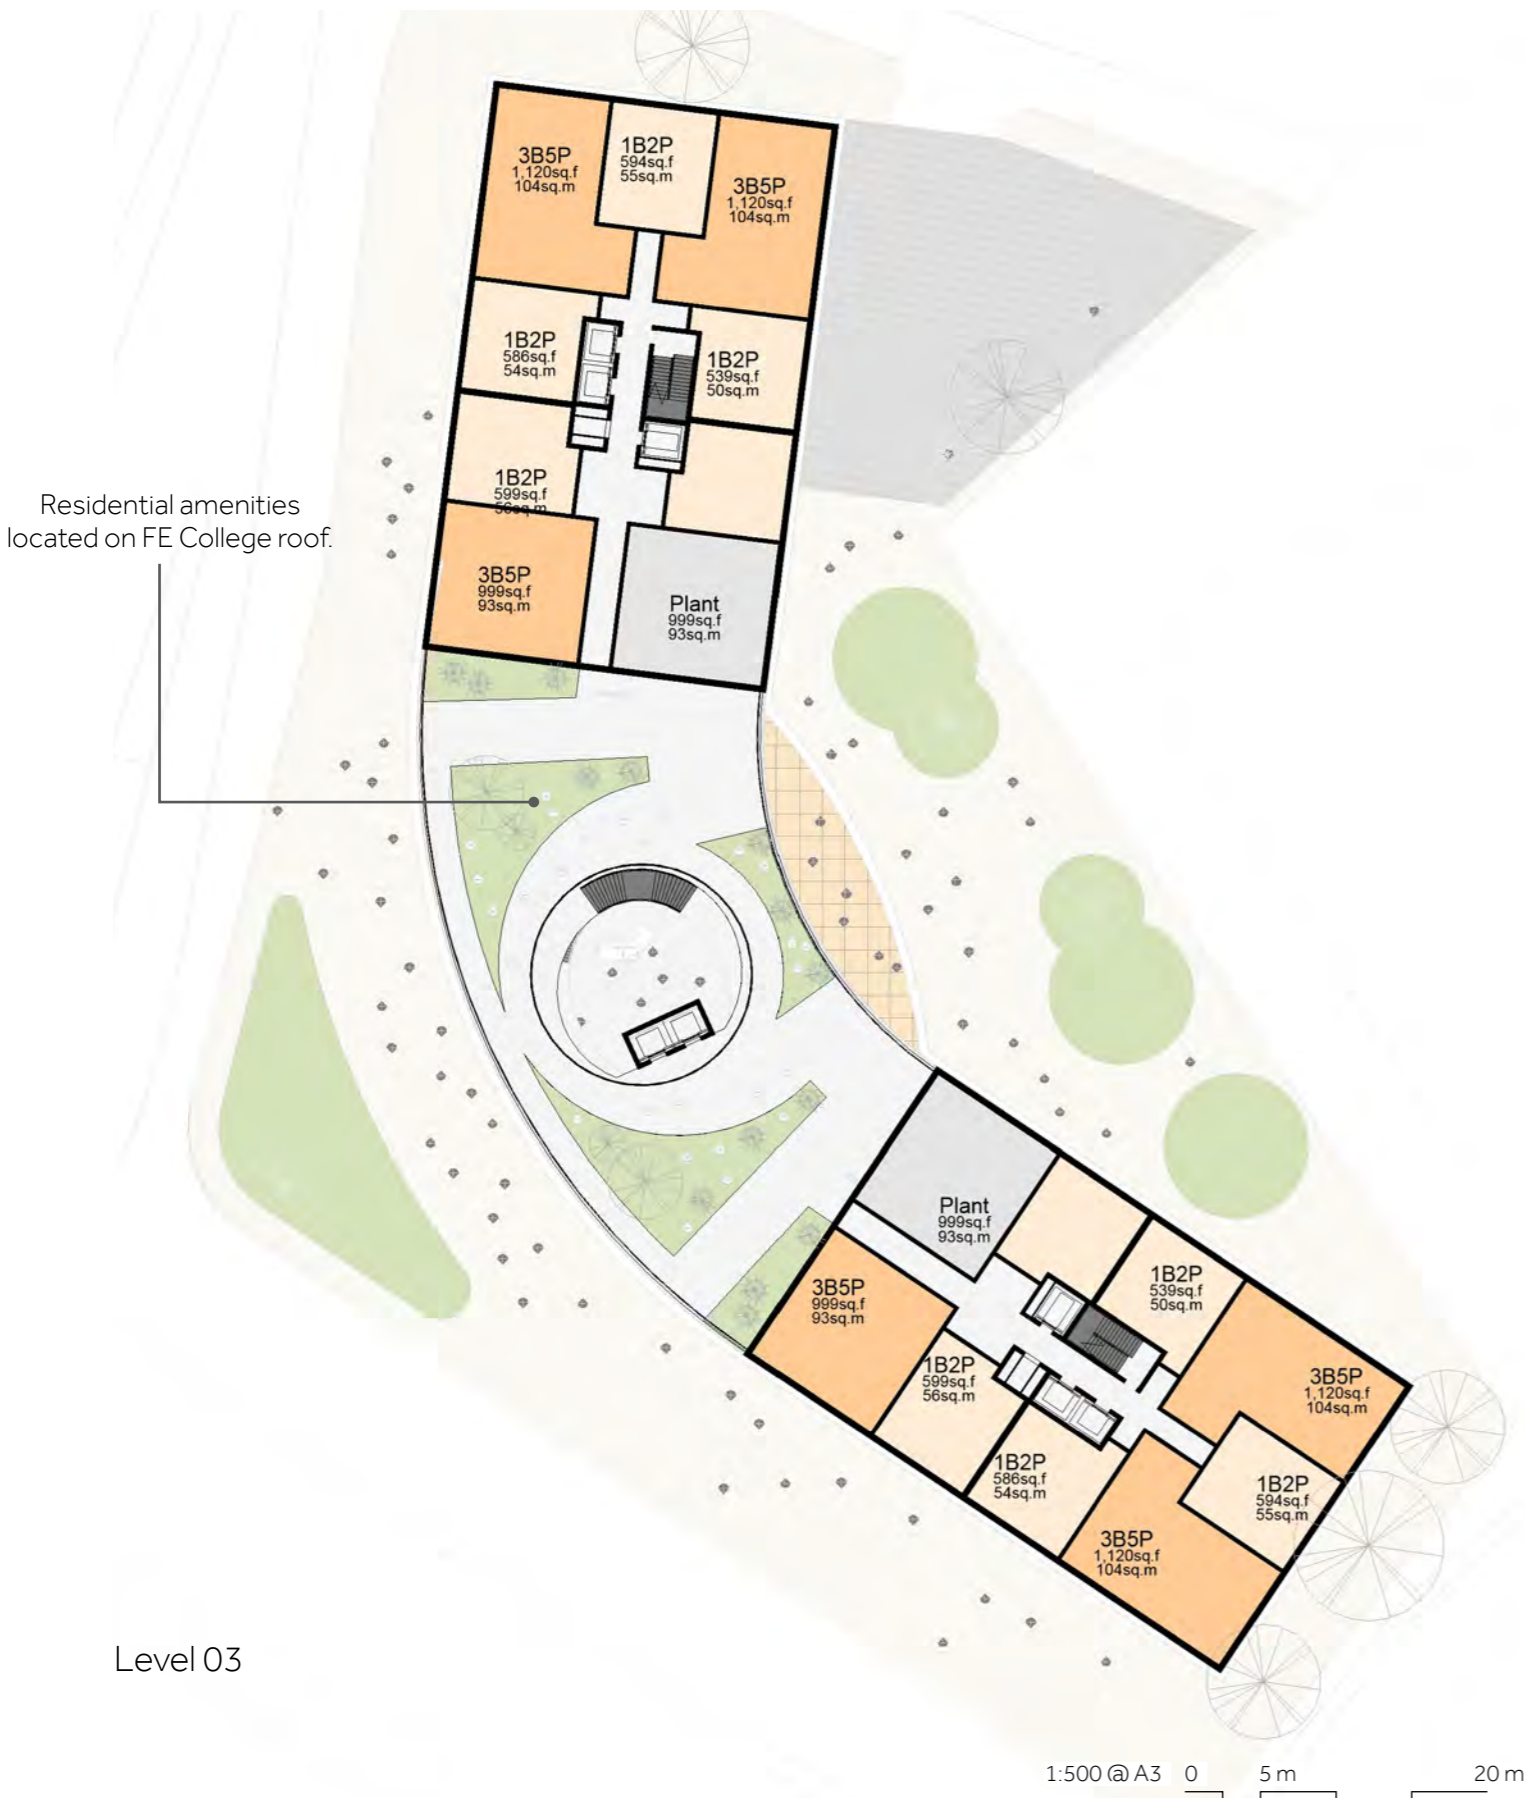 3B5P
1,120sq.f
104sq.m
1B2P
594sq.f
55sq.m
3B5P
1,120sq.f
104sq.m
1B2P
586sq.f
54sq.m
1B2P
539sq.f
50sq.m
1B2P
599sq.f
56sq.m
Residential amenities
located on FE College roof.
3B5P
999sq.f
93sq.m
Plant
999sq.f
93sq.m
Plant
999sq.f
93sq.m
1B2P
539sq.f
50sq.m
3B5P
999sq.f
93sq.m
1B2P
599sq.f
56sq.m
3B5P
1,120sq.f
104sq.m
1B2P
586sq.f
54sq.m
1B2P
594sq.f
55sq.m
3B5P
1,120sq.f
104sq.m
Level 03
1:500 @ A3 0 5 m 20 m